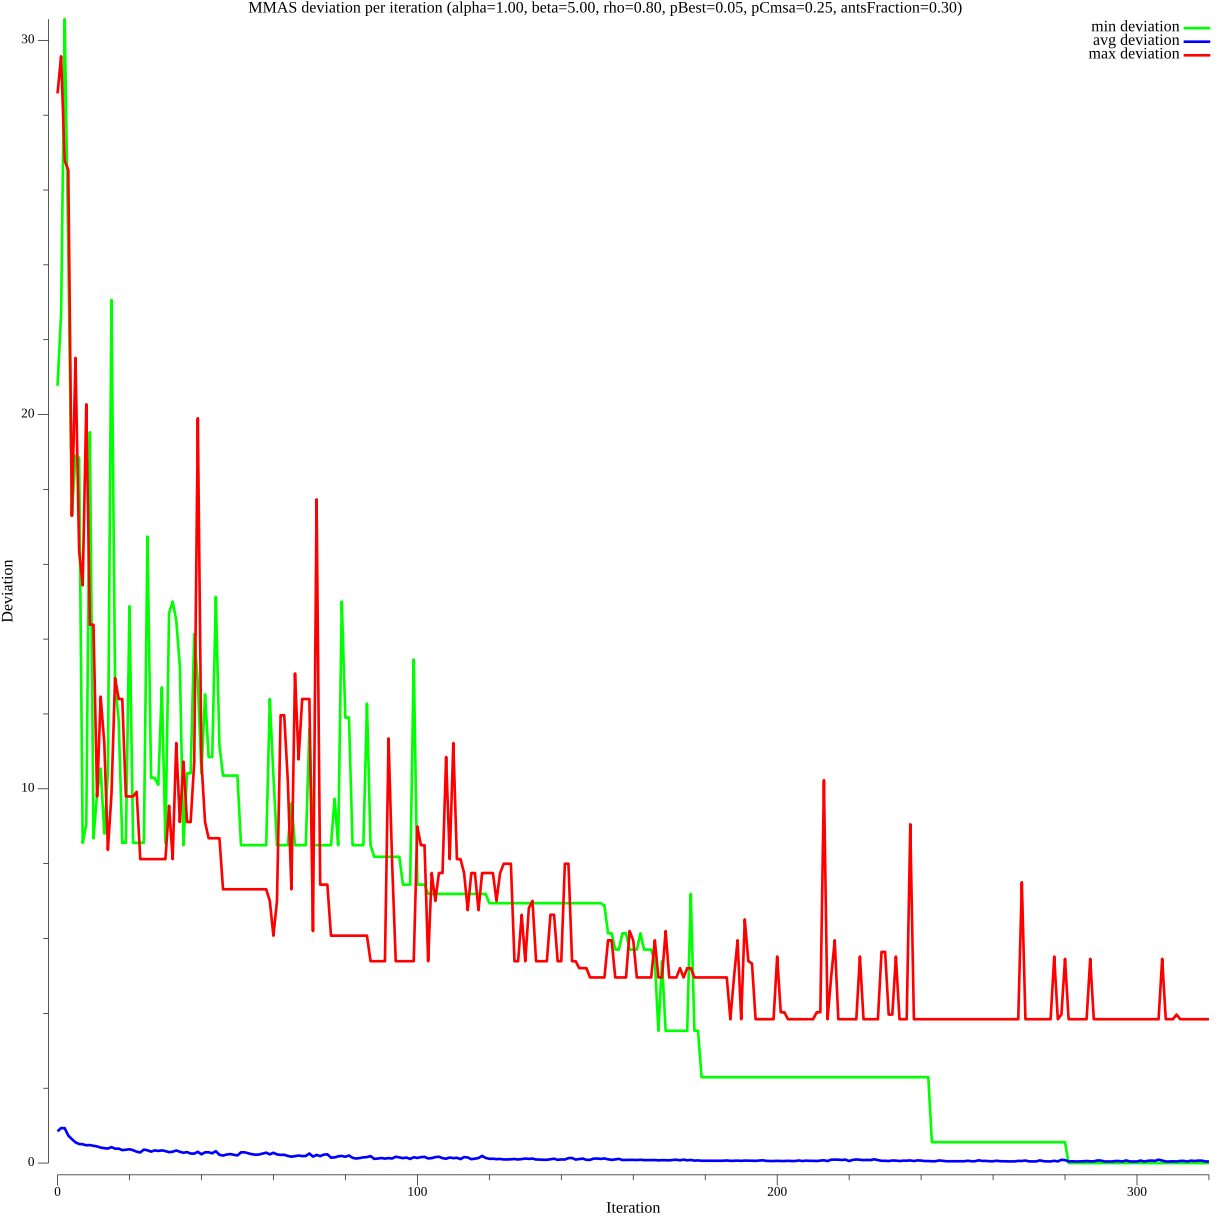 MMAS deviation per iteration (alpha=1.00, beta=5.00, rho=0.80, pBest=0.05, pCmsa=0.25, antsFraction=0.30)
min deviation
avg deviation
max deviation
30
20
10
0
Deviation
0 100 200 300
Iteration